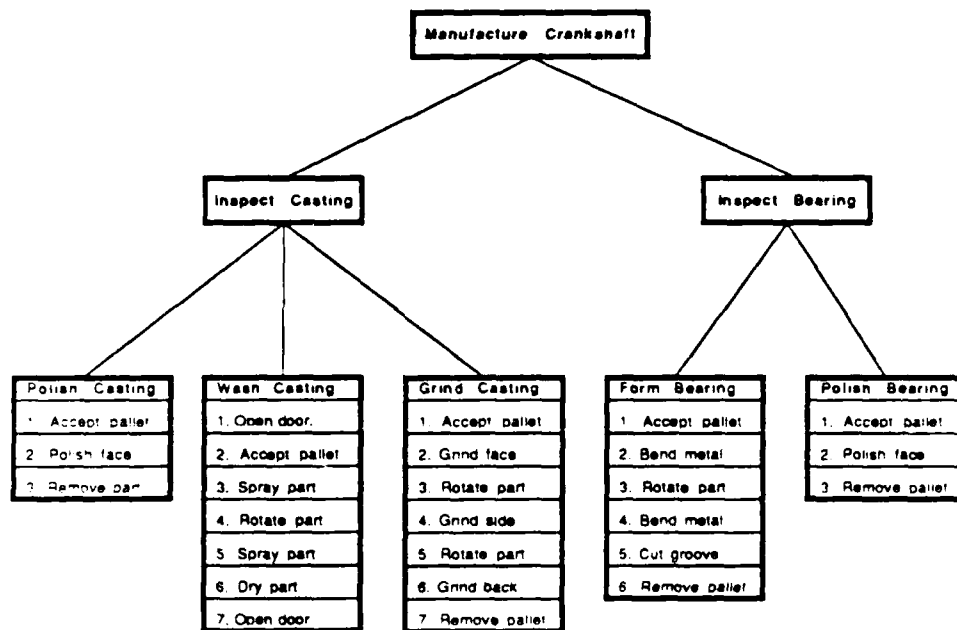 Manufacture Crankshaft
Inspect Casting
Inspect Bearing
Polish Casting
1. Accept pallet
2. Polish face
3. Remove part
Wash Casting
1. Open door.
2. Accept pallet
3. Spray part
4. Rotate part
5. Spray part
6. Dry part
7. Open door
Grind Casting
1. Accept pallet
2. Grind face
3. Rotate part
4. Grind side
5. Rotate part
6. Grind back
7. Remove pallet
Form Bearing
1. Accept pallet
2. Bend metal
3. Rotate part
4. Bend metal
5. Cut groove
6. Remove pallet
Polish Bearing
1. Accept pallet
2. Polish face
3. Remove pallet